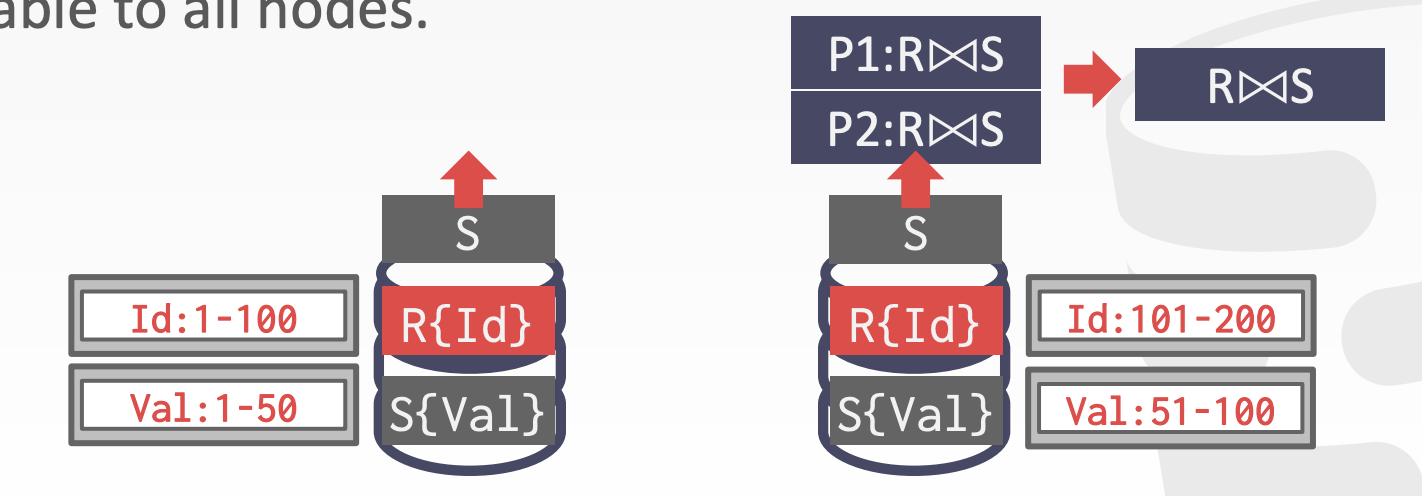 able to all nodes.
P1:R⋈S
P2:R⋈S
R⋈S
S
S
Id:1-100
R{Id}
R{Id}
Id:101-200
Val:1-50
S{Val}
S{Val}
Val:51-100